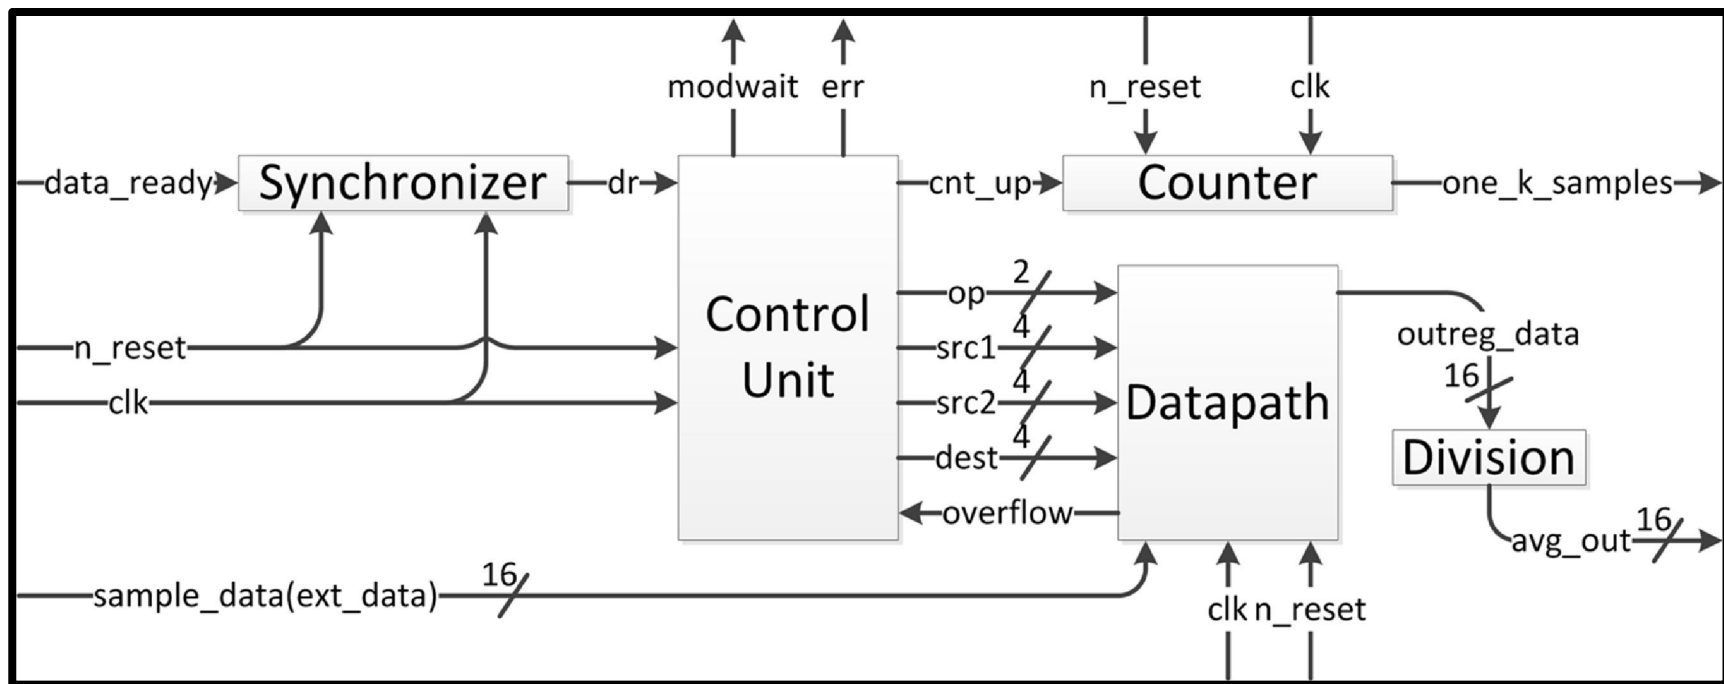 modwait
err
n_reset
clk
data_ready
Synchronizer
dr
cnt_up
Counter
one_k_samples
Control
Unit
n_reset
clk
op
2
src1
4
src2
4
dest
4
overflow
Datapath
outreg_data
16
Division
avg_out
16
sample_data(ext_data)
16
clk
n_reset